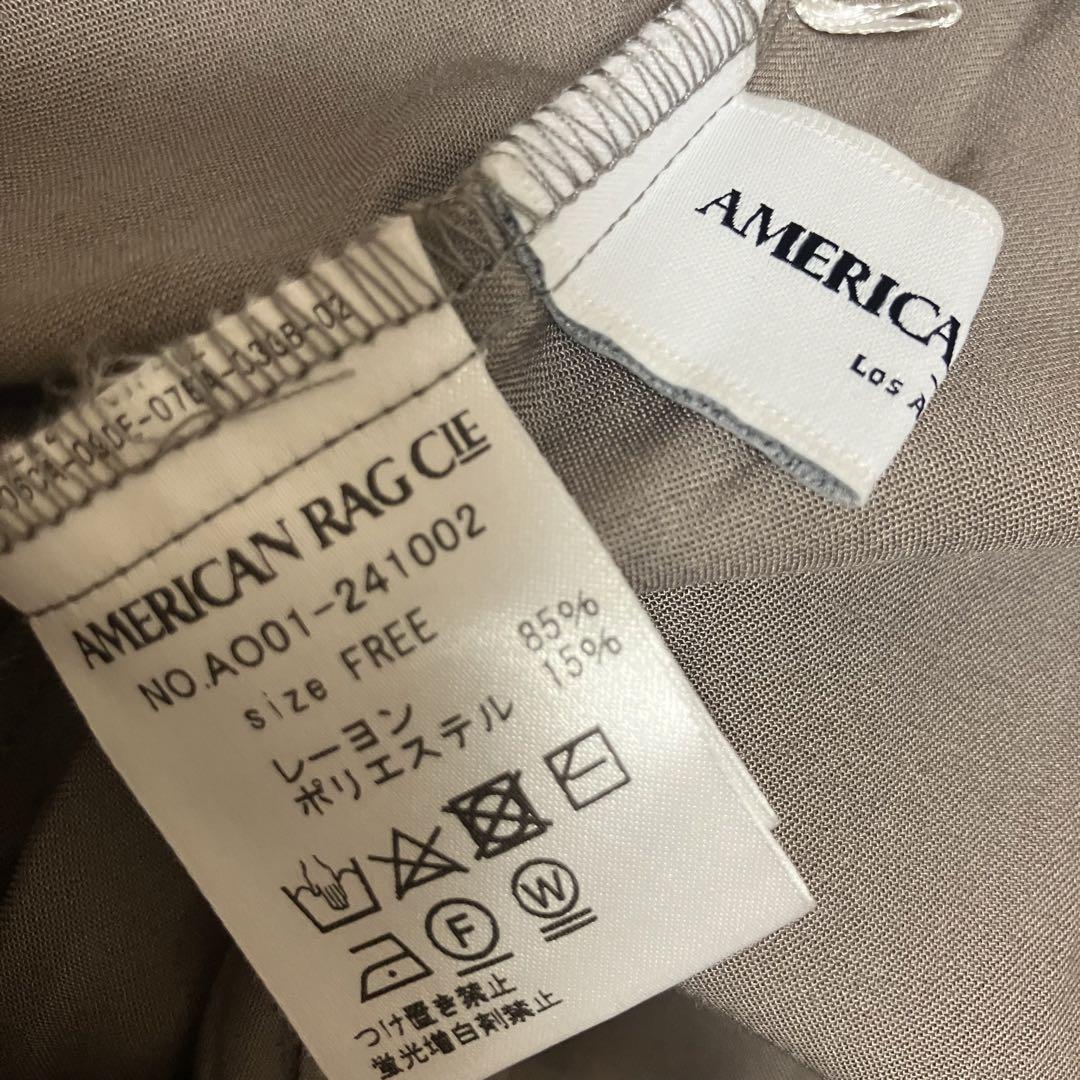 AMERICA
LOS A
AMERICAN RAG CIE
NO.AO01-241002
size FREE
レーヨン 85%
ポリエステル 15%
F
W
つけ置き禁止
蛍光増白剤禁止